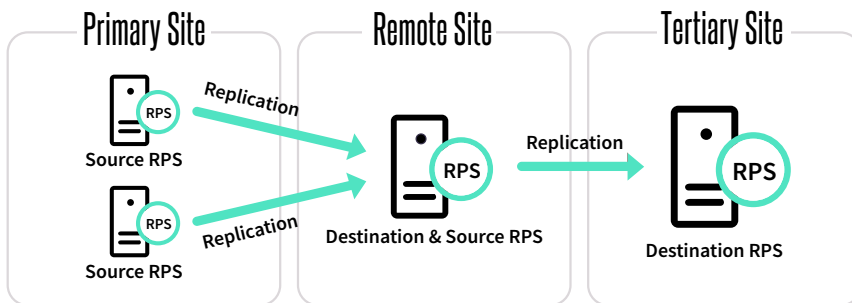 Primary Site
Remote Site
Tertiary Site
RPS
Source RPS
Replication
RPS
Source RPS
Replication
RPS
Destination & Source RPS
Replication
RPS
Destination RPS